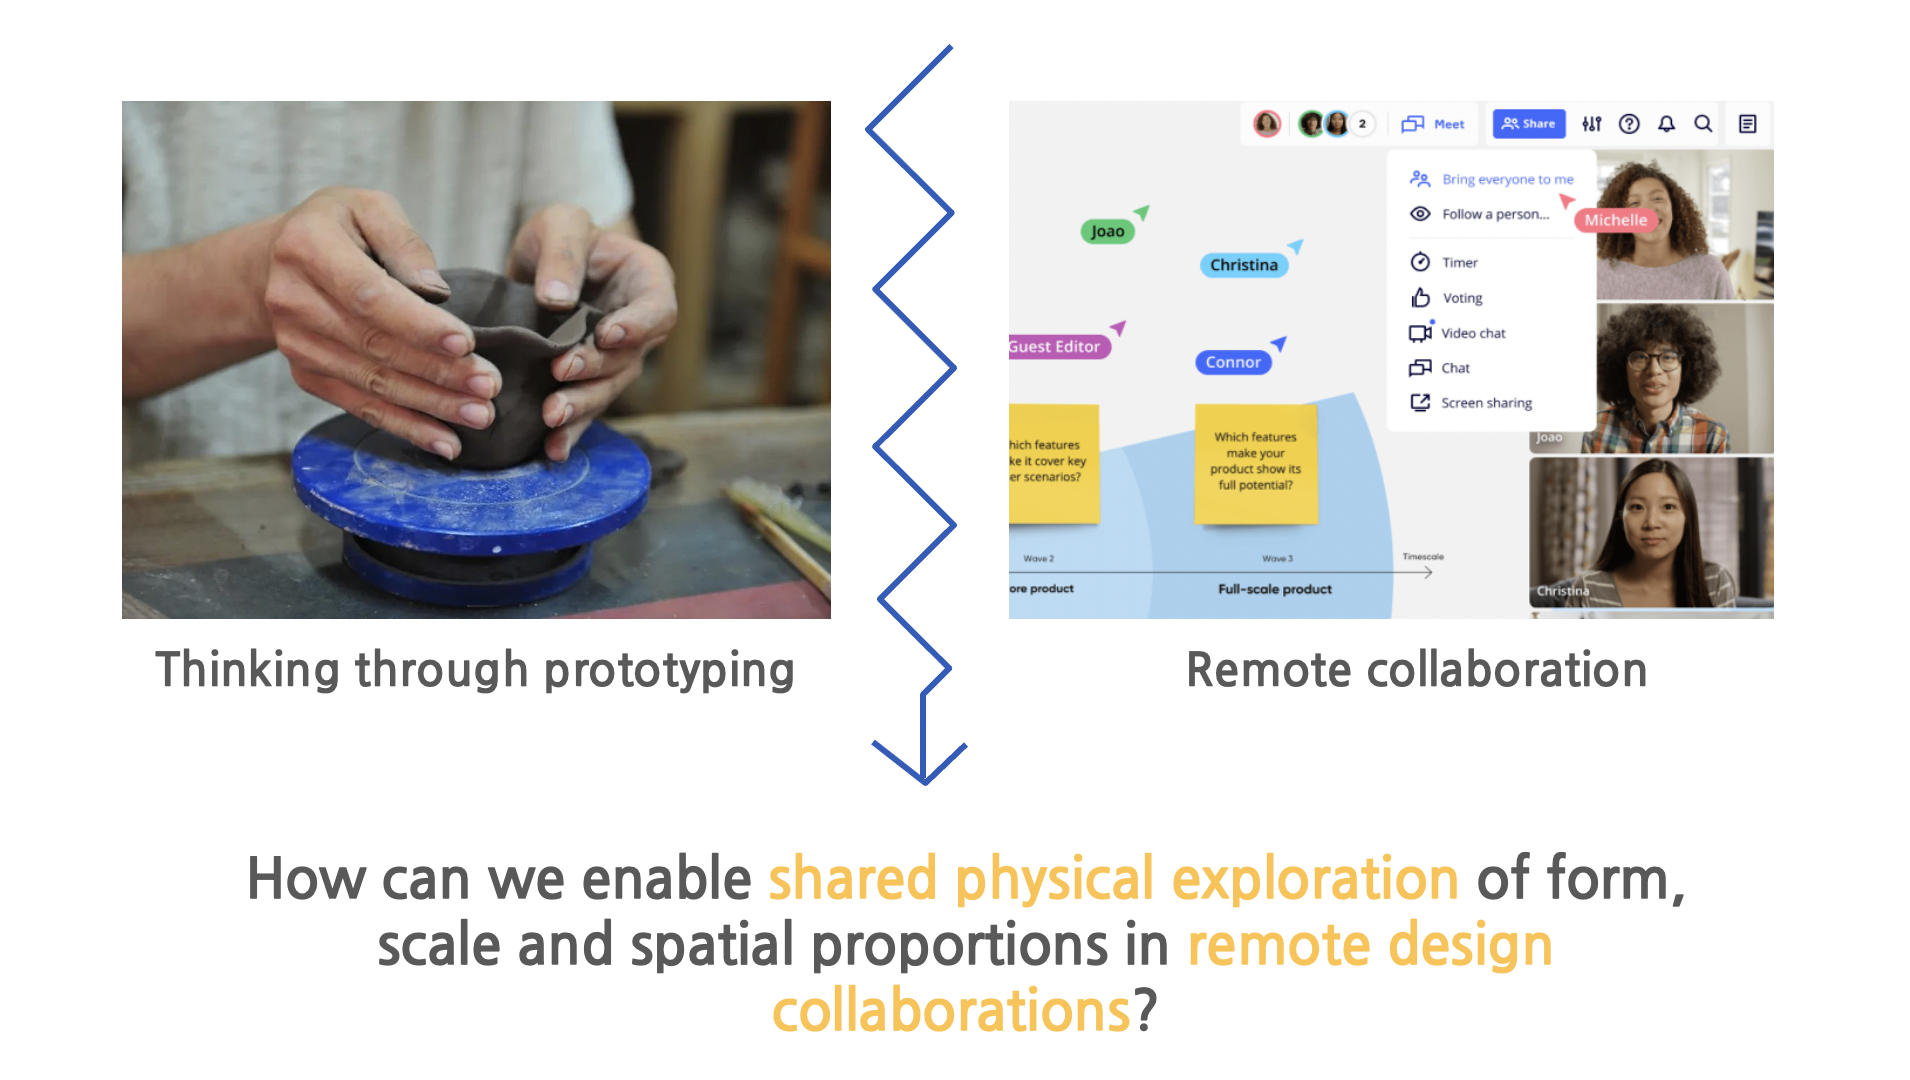 2
Meet
Share
Bring everyone to me
Follow a person...
Michelle
Joao
Christina
Timer
Voting
Video chat
Guest Editor
Connor
Chat
Screen sharing
Joao
hich features
ke it cover key
er scenarios?
Which features
make your
product show its
full potential?
Wave 2
Wave 3
Timescale
ore product
Full-scale product
Christina
Thinking through prototyping
Remote collaboration
How can we enable shared physical exploration of form,
scale and spatial proportions in remote design
collaborations?